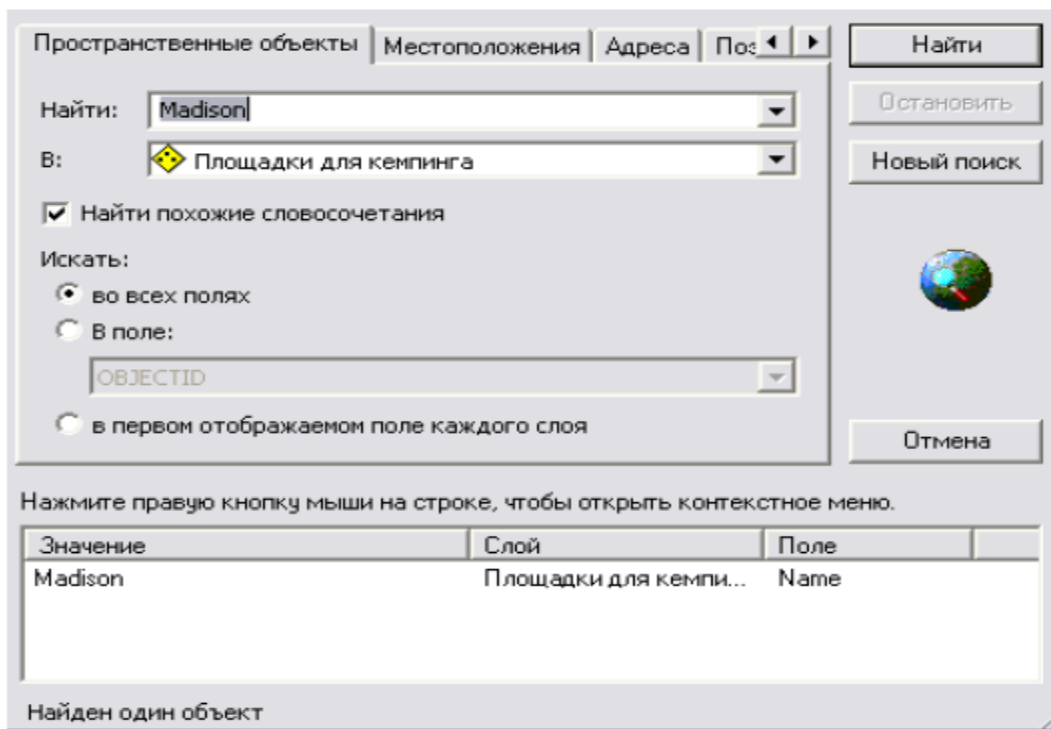 Пространственные объекты Местоположения Адреса
Найти
Найти: Madison
Остановить
В: Площадки для кемпинга
Новый поиск
Найти похожие словосочетания
Искать:
во всех полях
В поле:
OBJECTID
в первом отображаемом поле каждого слоя
Отмена
Нажмите правую кнопку мыши на строке, чтобы открыть контекстное меню.
Значение Слой Поле
Madison Площадки для кемпи... Name
Найден один объект